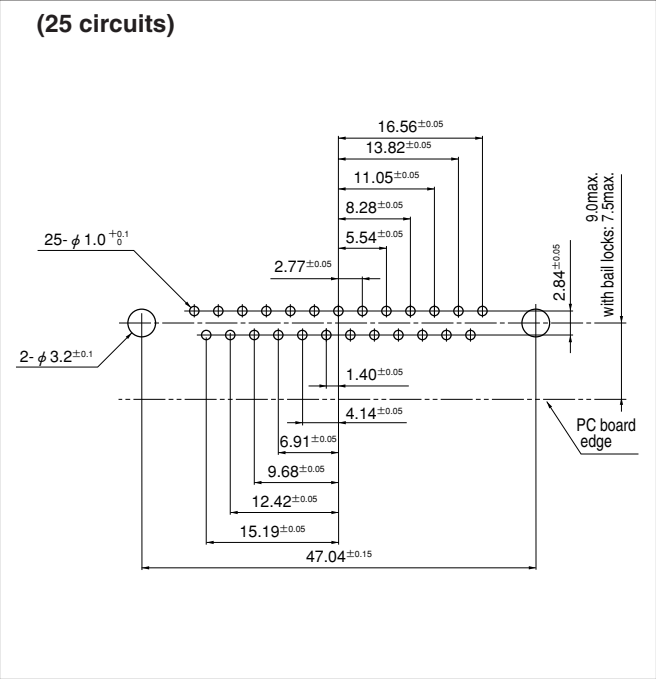 (25 circuits)
16.56±0.05
13.82±0.05
11.05±0.05
8.28±0.05
5.54±0.05
2.77±0.05
25- ϕ 1.0 +0.1 0
2.84±0.05
9.0max.
with bail locks: 7.5max.
2- ϕ 3.2±0.1
1.40±0.05
4.14±0.05
PC board
edge
6.91±0.05
9.68±0.05
12.42±0.05
15.19±0.05
47.04±0.15